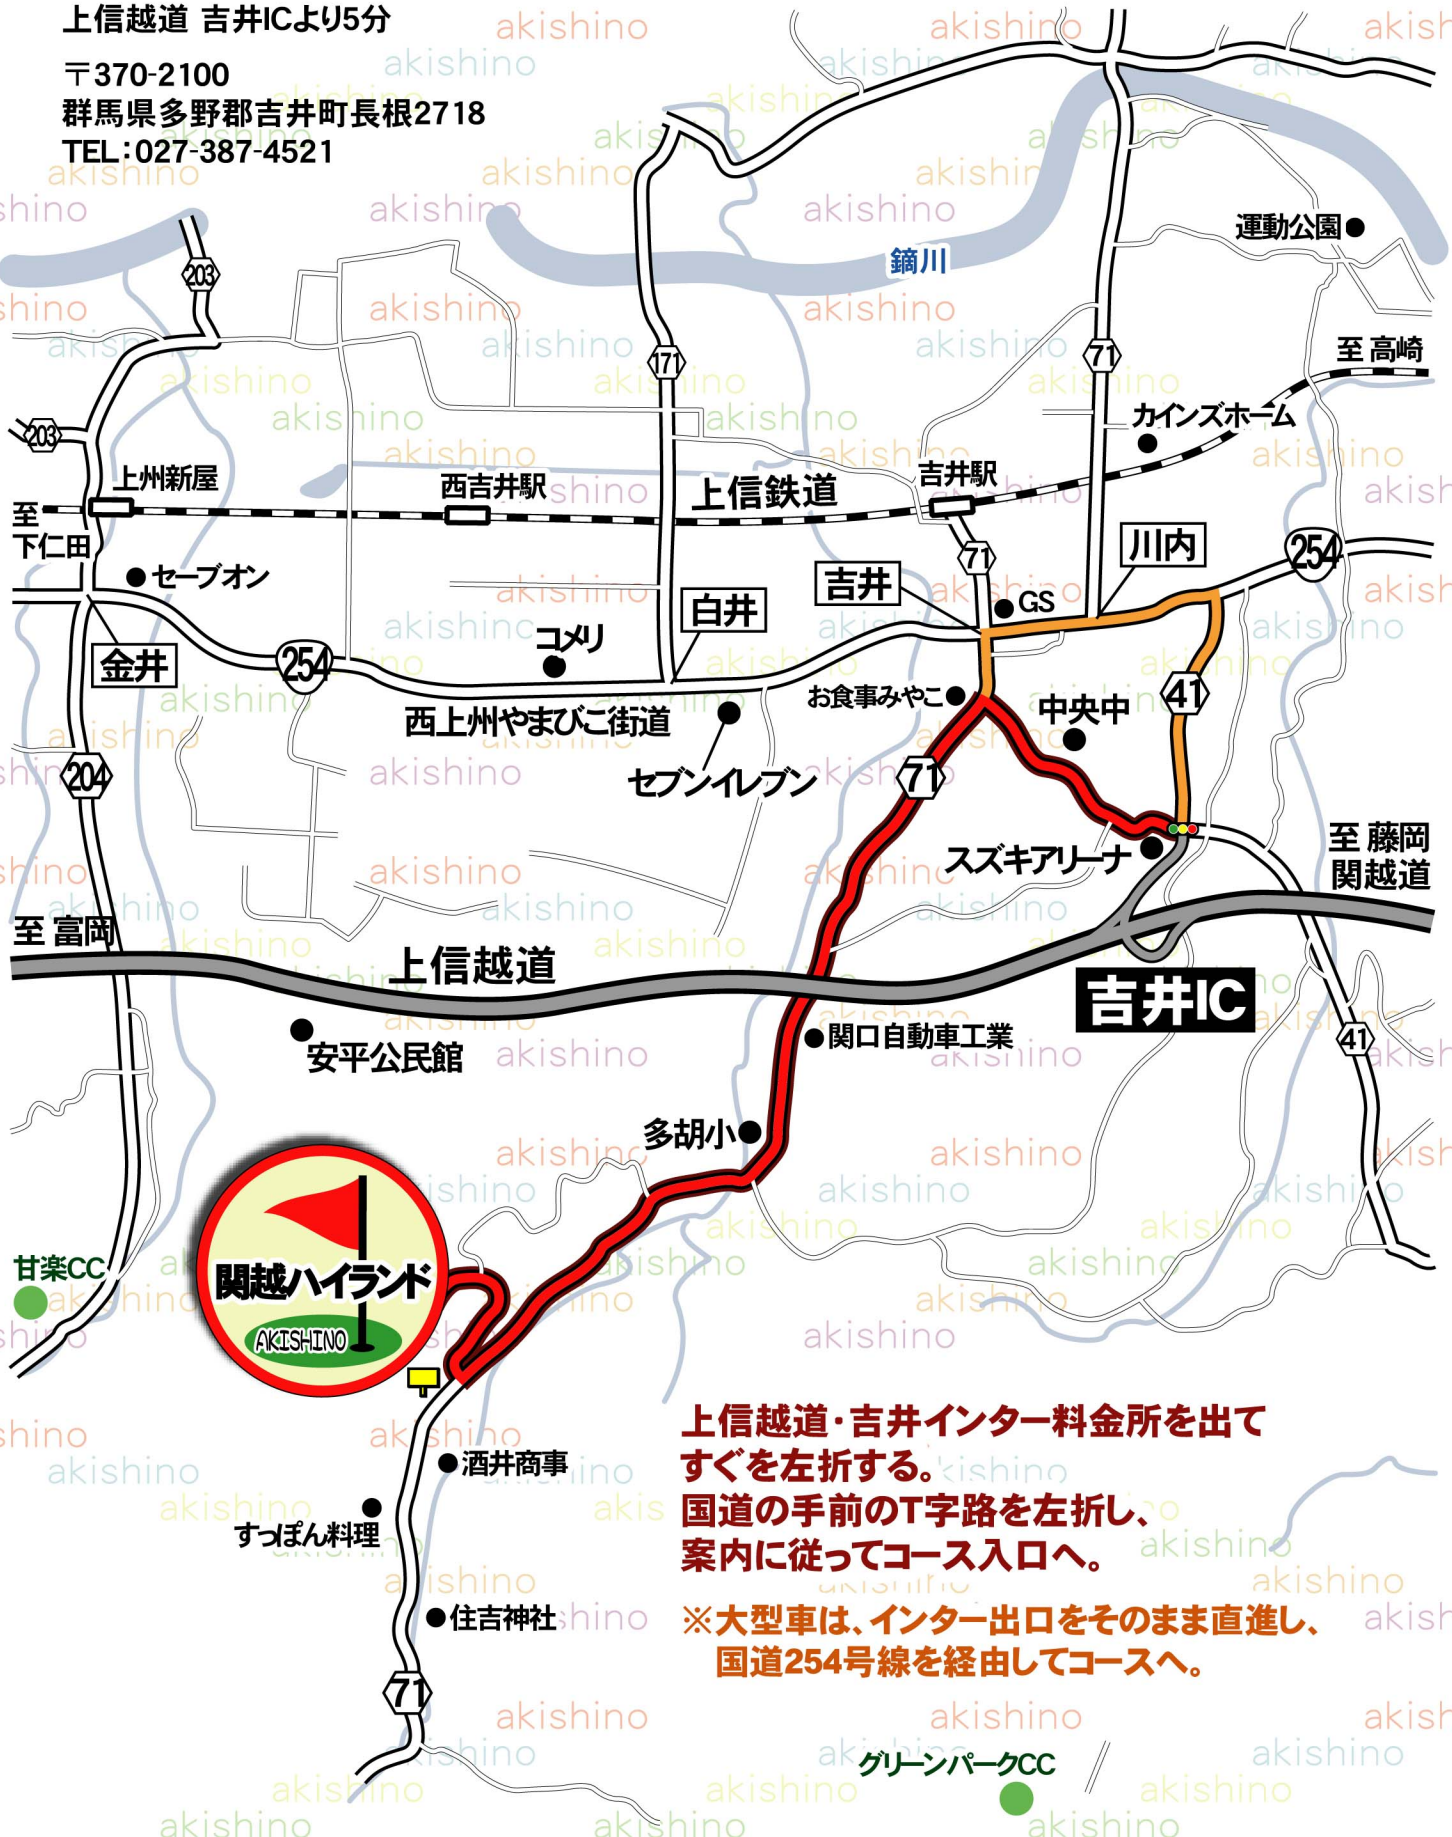 上信越道 吉井ICより5分
〒370-2100
群馬県多野郡吉井町長根2718
TEL:027-387-4521
鏑川
運動公園
203
171
71
至 高崎
203
カインズホーム
上州新屋
西吉井駅
上信鉄道
吉井駅
至
下仁田
セーブオン
71
川内
254
吉井
GS
白井
コメリ
金井
254
お食事みやこ
中央中
41
西上州やまびこ街道
セブンイレブン
204
71
スズキアリーナ
至 藤岡
関越道
至 富岡
上信越道
吉井IC
安平公民館
関口自動車工業
41
多胡小
甘楽CC
関越ハイランド
AKISHINO
上信越道・吉井インター料金所を出て
すぐを左折する。
国道の手前のT字路を左折し、
案内に従ってコース入口へ。
酒井商事
すっぽん料理
住吉神社
※大型車は、インター出口をそのまま直進し、
国道254号線を経由してコースへ。
71
グリーンパークCC
akishino